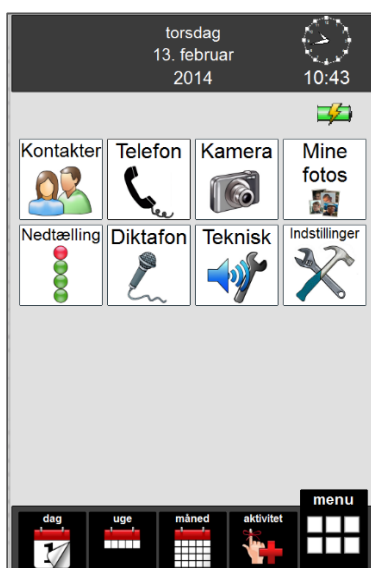 torsdag
13. februar
2014
10:43
Kontakter
Telefon
Kamera
Mine
fotos
Nedtælling
Diktafon
Teknisk
Indstillinger
dag
uge
måned
aktivitet
menu
1